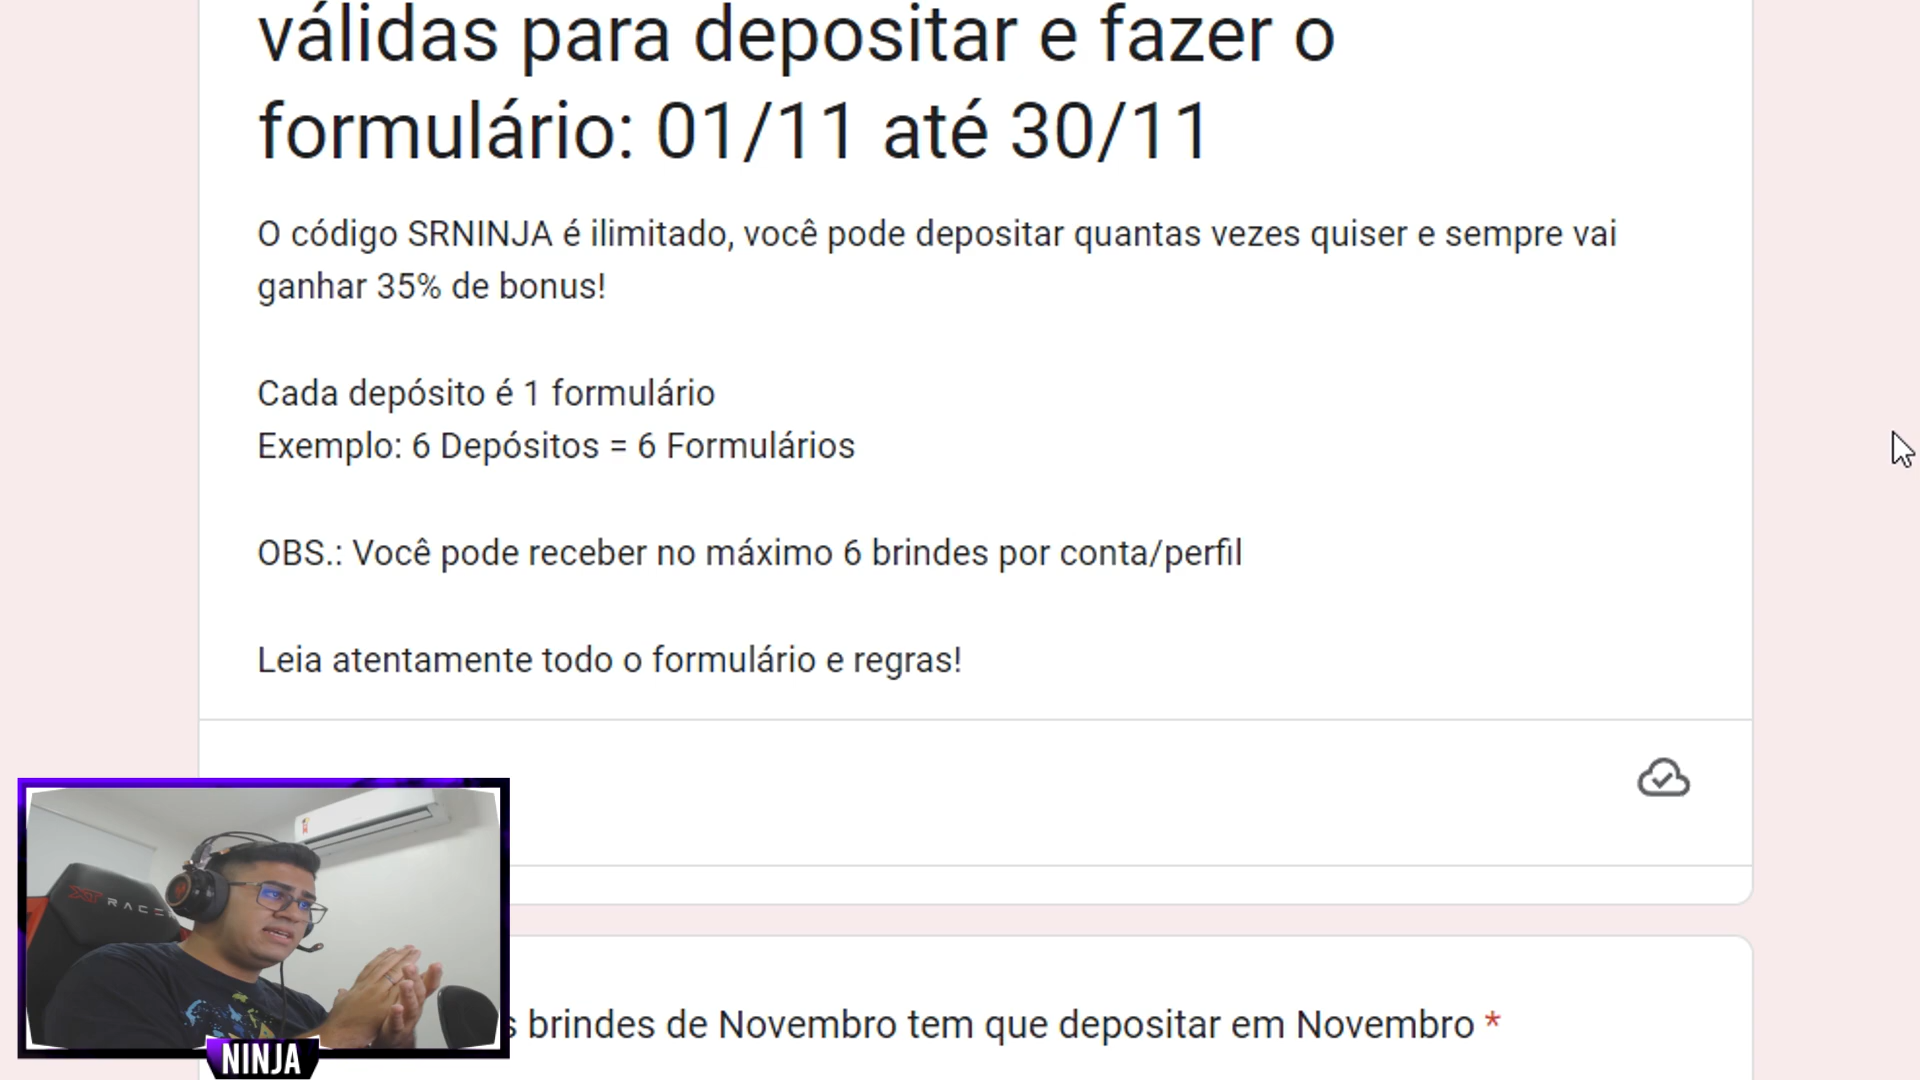 válidas para depositar e fazer o
formulário: 01/11 até 30/11
O código SRNINJA é ilimitado, você pode depositar quantas vezes quiser e sempre vai
ganhar 35% de bonus!
Cada depósito é 1 formulário
Exemplo: 6 Depósitos = 6 Formulários
OBS.: Você pode receber no máximo 6 brindes por conta/perfil
Leia atentamente todo o formulário e regras!
brindes de Novembro tem que depositar em Novembro *
XT RACER
NINJA